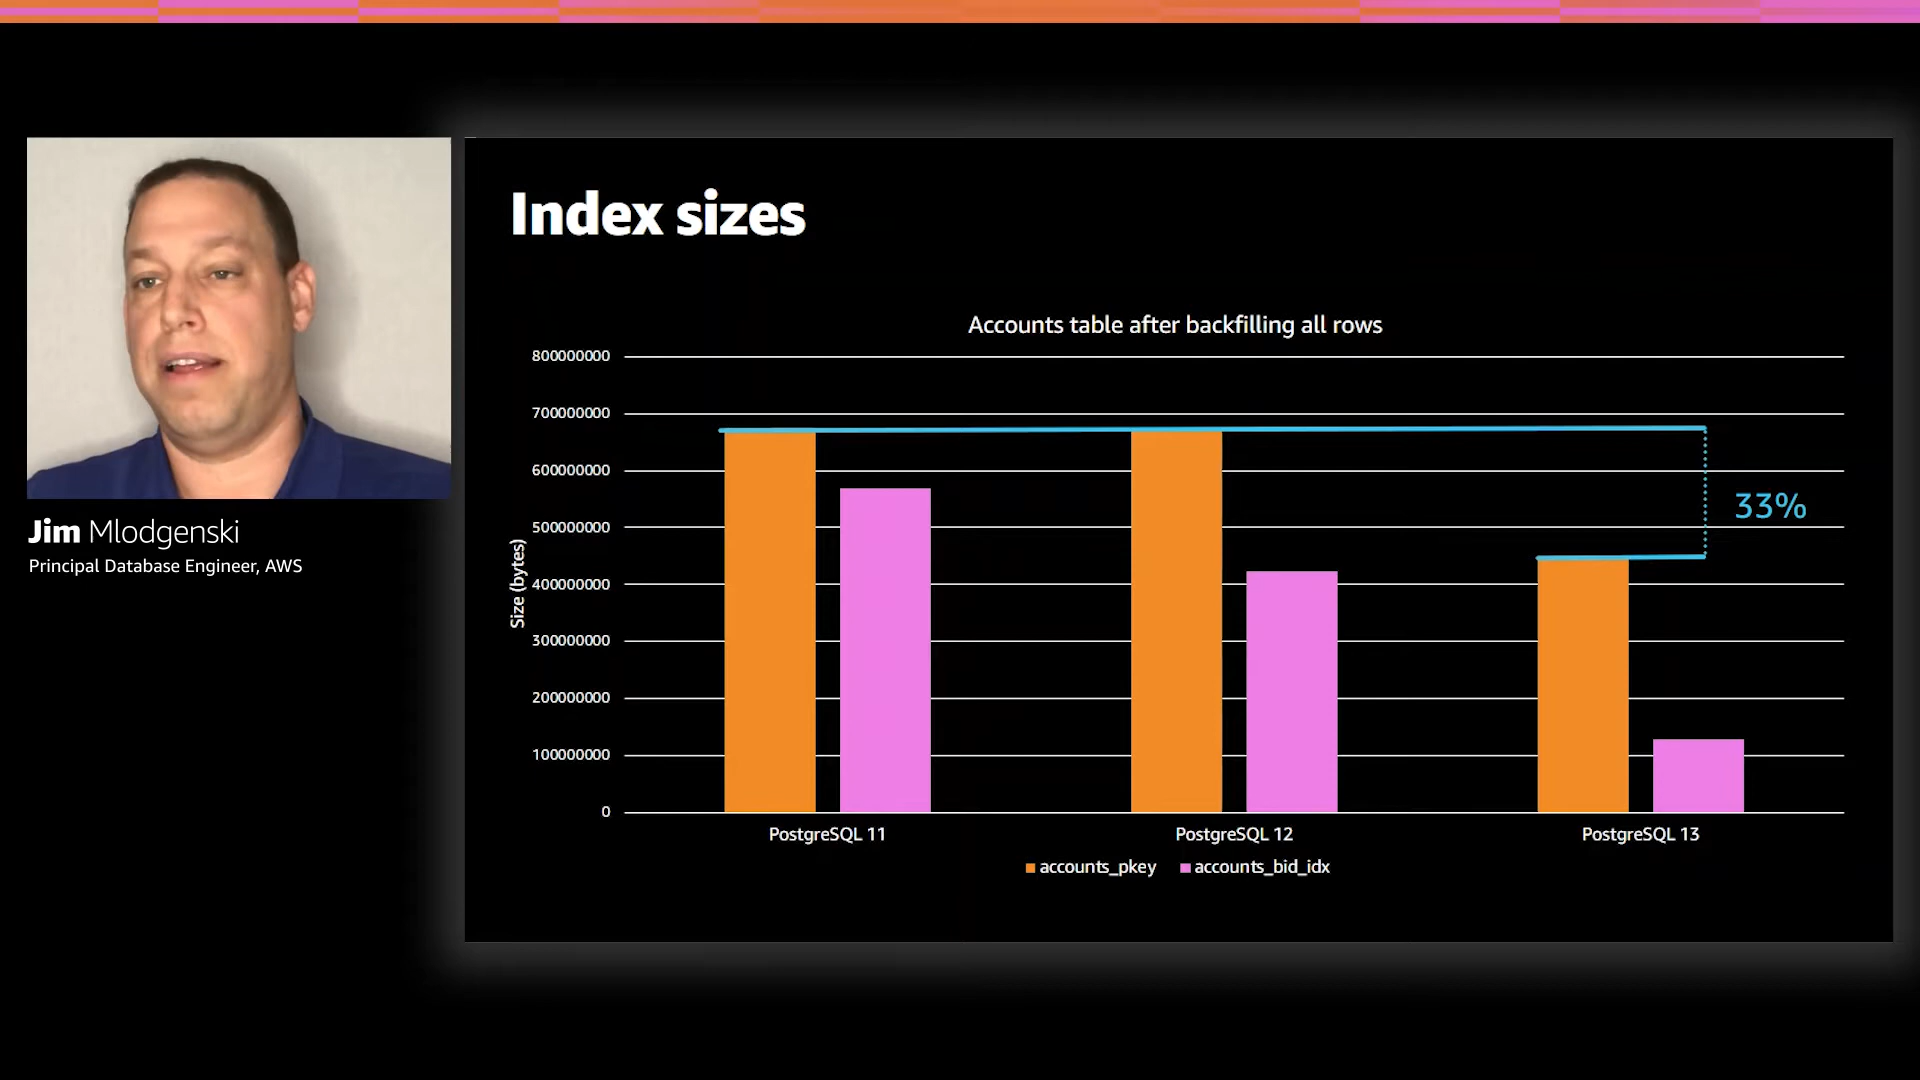 Jim Mlodgenski
Principal Database Engineer, AWS
Index sizes
Accounts table after backfilling all rows
Size (bytes)
800000000
700000000
600000000
500000000
400000000
300000000
200000000
100000000
0
33%
PostgreSQL 11
PostgreSQL 12
PostgreSQL 13
accounts_pkey
accounts_bid_idx